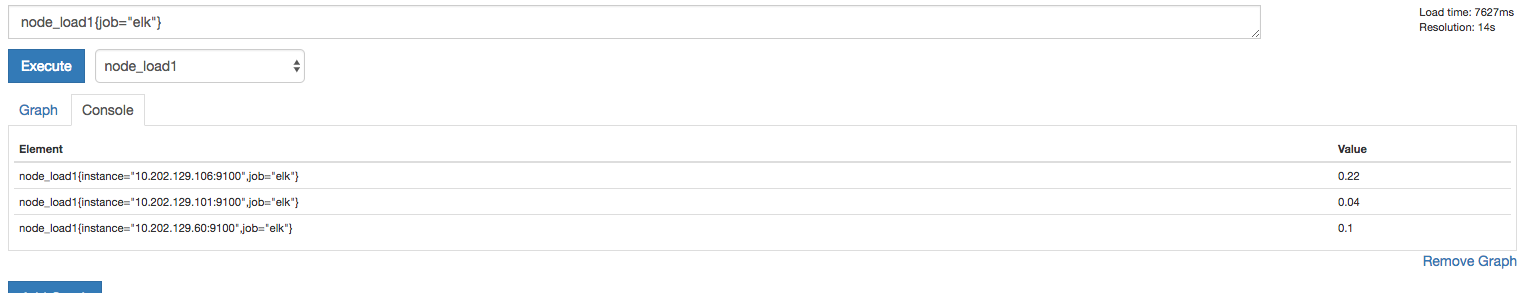 node_load1{job="elk"}
Load time: 7627ms
Resolution: 14s
Execute
node_load1
Graph
Console
Element Value
node_load1{instance="10.202.129.106:9100",job="elk"} 0.22
node_load1{instance="10.202.129.101:9100",job="elk"} 0.04
node_load1{instance="10.202.129.60:9100",job="elk"} 0.1
Remove Graph